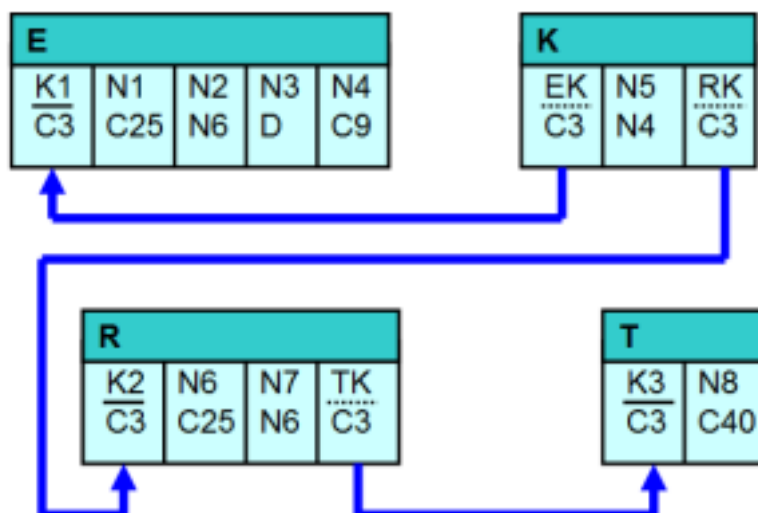 E
K1 N1 N2 N3 N4
C3 C25 N6 D C9
K
EK N5 RK
C3 N4 C3
R
K2 N6 N7 TK
C3 C25 N6 C3
T
K3 N8
C3 C40